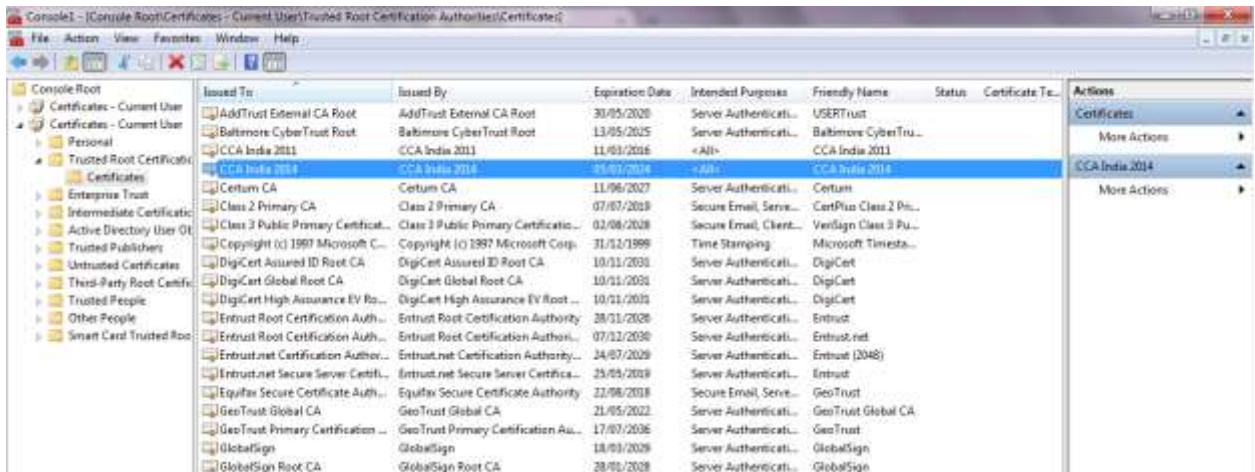 Console1 - [Console Root\Certificates - Current User\Trusted Root Certification Authorities\Certificates]
File Action View Favorites Window Help
Console Root
Certificates - Current User
Certificates - Current User
Personal
Trusted Root Certificatic
Certificates
Enterprise Trust
Intermediate Certificatic
Active Directory User Ob
Trusted Publishers
Untrusted Certificates
Third-Party Root Certific
Trusted People
Other People
Smart Card Trusted Roo
Issued To Issued By Expiration Date Intended Purposes Friendly Name Status Certificate Te...
AddTrust External CA Root AddTrust External CA Root 30/05/2020 Server Authenticati... USERTrust
Baltimore CyberTrust Root Baltimore CyberTrust Root 13/05/2025 Server Authenticati... Baltimore CyberTru...
CCA India 2011 CCA India 2011 11/03/2016 <All> CCA India 2011
CCA India 2014 CCA India 2014 05/03/2024 <All> CCA India 2014
Certum CA Certum CA 11/06/2027 Server Authenticati... Certum
Class 2 Primary CA Class 2 Primary CA 07/07/2019 Secure Email, Serve... CertPlus Class 2 Pri...
Class 3 Public Primary Certificat... Class 3 Public Primary Certificatio... 02/08/2028 Secure Email, Client... VeriSign Class 3 Pu...
Copyright (c) 1997 Microsoft C... Copyright (c) 1997 Microsoft Corp. 31/12/1999 Time Stamping Microsoft Timesta...
DigiCert Assured ID Root CA DigiCert Assured ID Root CA 10/11/2031 Server Authenticati... DigiCert
DigiCert Global Root CA DigiCert Global Root CA 10/11/2031 Server Authenticati... DigiCert
DigiCert High Assurance EV Ro... DigiCert High Assurance EV Root ... 10/11/2031 Server Authenticati... DigiCert
Entrust Root Certification Auth... Entrust Root Certification Authority 28/11/2026 Server Authenticati... Entrust
Entrust Root Certification Auth... Entrust Root Certification Authori... 07/12/2030 Server Authenticati... Entrust.net
Entrust.net Certification Author... Entrust.net Certification Authority... 24/07/2029 Server Authenticati... Entrust (2048)
Entrust.net Secure Server Certifi... Entrust.net Secure Server Certifica... 25/05/2019 Server Authenticati... Entrust
Equifax Secure Certificate Auth... Equifax Secure Certificate Authority 22/08/2018 Secure Email, Serve... GeoTrust
GeoTrust Global CA GeoTrust Global CA 21/05/2022 Server Authenticati... GeoTrust Global CA
GeoTrust Primary Certification ... GeoTrust Primary Certification Au... 17/07/2036 Server Authenticati... GeoTrust
GlobalSign GlobalSign 18/03/2029 Server Authenticati... GlobalSign
GlobalSign Root CA GlobalSign Root CA 28/01/2028 Server Authenticati... GlobalSign
Actions
Certificates
More Actions
CCA India 2014
More Actions